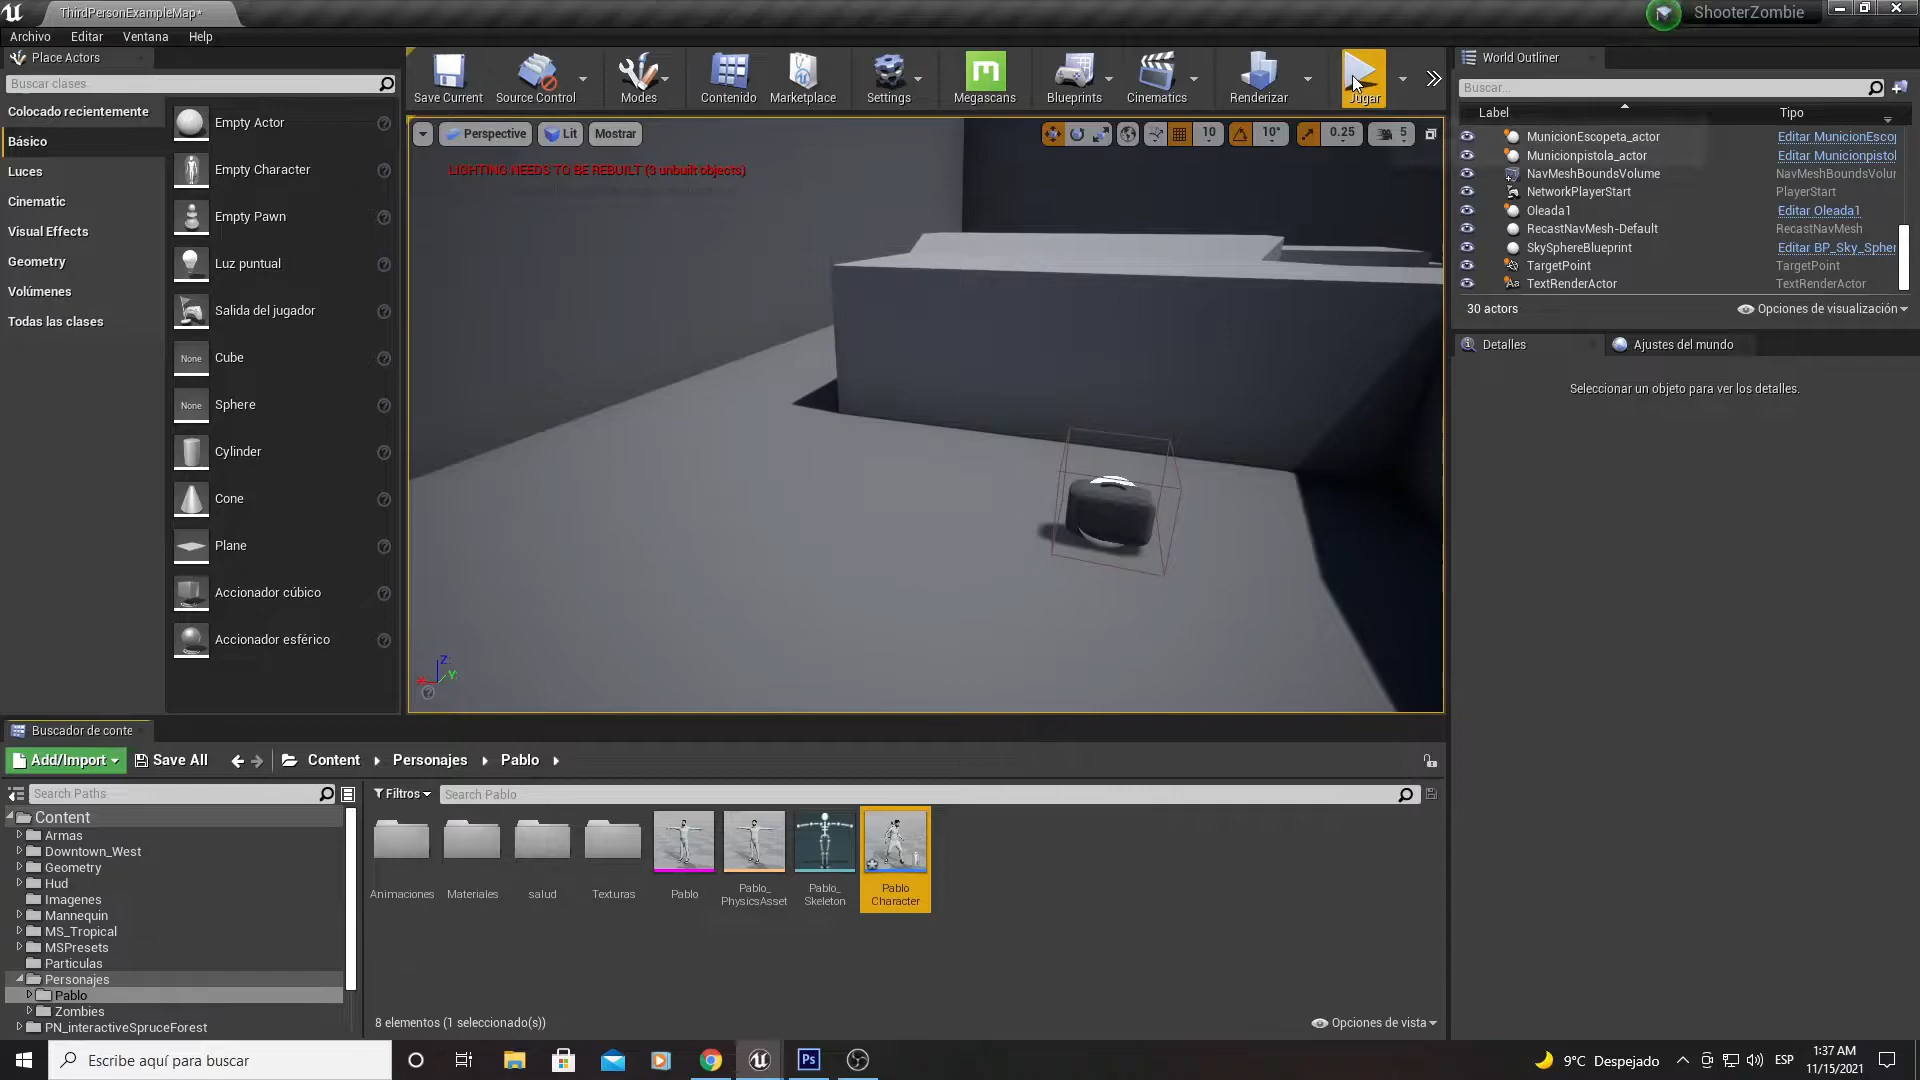 ThirdPersonExampleMap*
ShooterZombie
Archivo Editar Ventana Help
Place Actors
Buscar clases
Colocado recientemente
Básico
Luces
Cinematic
Visual Effects
Geometry
Volúmenes
Todas las clases
Empty Actor
Empty Character
Empty Pawn
Luz puntual
Salida del jugador
None Cube
None Sphere
Cylinder
Cone
Plane
Accionador cúbico
Accionador esférico
Save Current Source Control Modes Contenido Marketplace Settings Megascans Blueprints Cinematics Renderizar Jugar
Perspective Lit Mostrar 10 10° 0.25 5
LIGHTING NEEDS TO BE REBUILT (3 unbuilt objects)
Z
Y
World Outliner
Buscar...
Label Tipo
MunicionEscopeta_actor Editar MunicionEscop
Municionpistola_actor Editar Municionpistol
NavMeshBoundsVolume NavMeshBoundsVolur
NetworkPlayerStart PlayerStart
Oleada1 Editar Oleada1
RecastNavMesh-Default RecastNavMesh
SkySphereBlueprint Editar BP_Sky_Spher
TargetPoint TargetPoint
TextRenderActor TextRenderActor
30 actors Opciones de visualización
Detalles Ajustes del mundo
Seleccionar un objeto para ver los detalles.
Buscador de conte
Add/Import Save All Content Personajes Pablo
Search Paths
Filtros Search Pablo
Content
Armas
Downtown_West
Geometry
Hud
Imagenes
Mannequin
MS_Tropical
MSPresets
Particulas
Personajes
Pablo
Zombies
PN_interactiveSpruceForest
Animaciones
Materiales
salud
Texturas
Pablo
Pablo_
PhysicsAsset
Pablo_
Skeleton
Pablo
Character
8 elementos (1 seleccionado(s)) Opciones de vista
Escribe aquí para buscar
Ps
9°C Despejado ESP 1:37 AM
11/15/2021